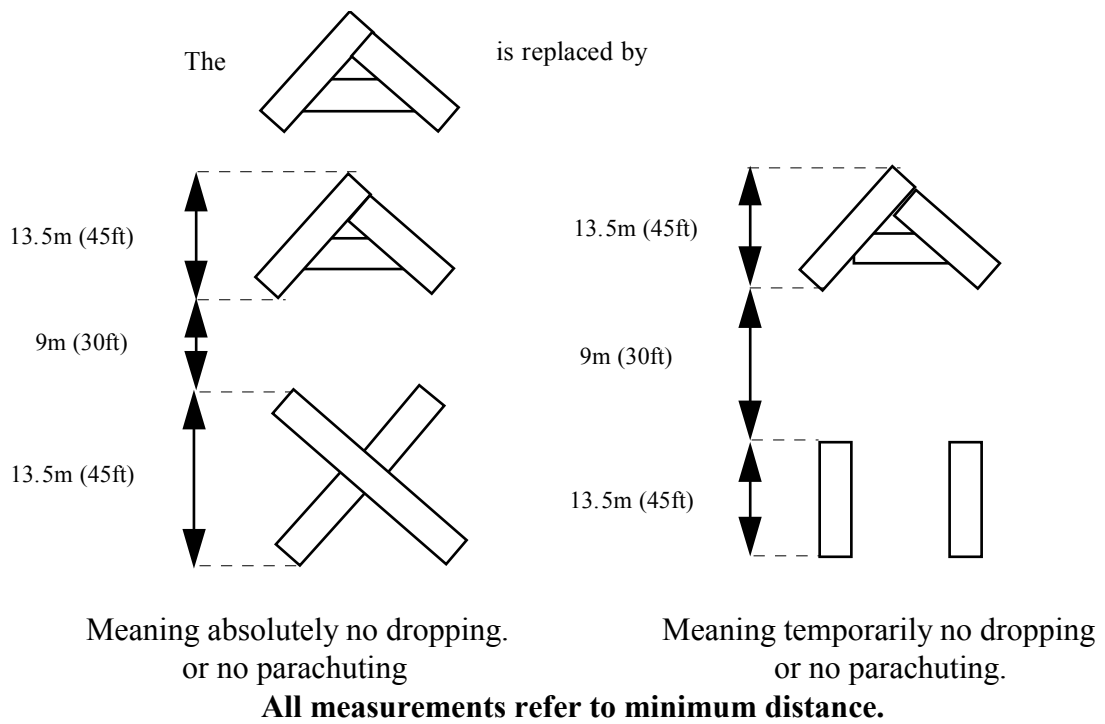 The is replaced by
13.5m (45ft)
9m (30ft)
13.5m (45ft)
13.5m (45ft)
9m (30ft)
13.5m (45ft)
Meaning absolutely no dropping.
or no parachuting
Meaning temporarily no dropping
or no parachuting.
All measurements refer to minimum distance.